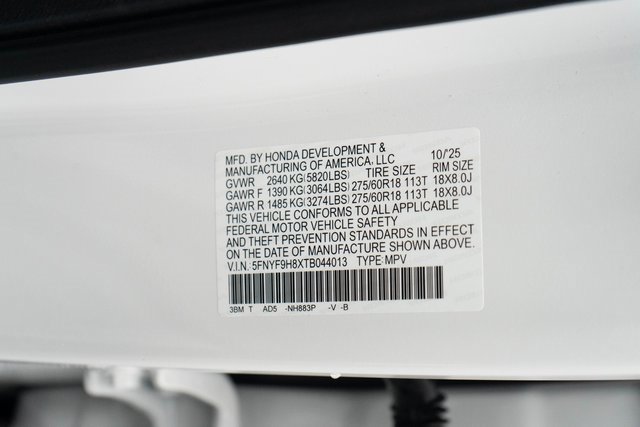 MFD. BY HONDA DEVELOPMENT &
MANUFACTURING OF AMERICA, LLC 10/'25
GVWR 2640 KG(5820LBS) TIRE SIZE RIM SIZE
GAWR F 1390 KG(3064LBS) 275/60R18 113T 18X8.0J
GAWR R 1485 KG(3274LBS) 275/60R18 113T 18X8.0J
THIS VEHICLE CONFORMS TO ALL APPLICABLE
FEDERAL MOTOR VEHICLE SAFETY
AND THEFT PREVENTION STANDARDS IN EFFECT
ON THE DATE OF MANUFACTURE SHOWN ABOVE.
V.I.N.: 5FNYF9H8XTB044013 TYPE: MPV
3BM T AD5 -NH883P -V -B